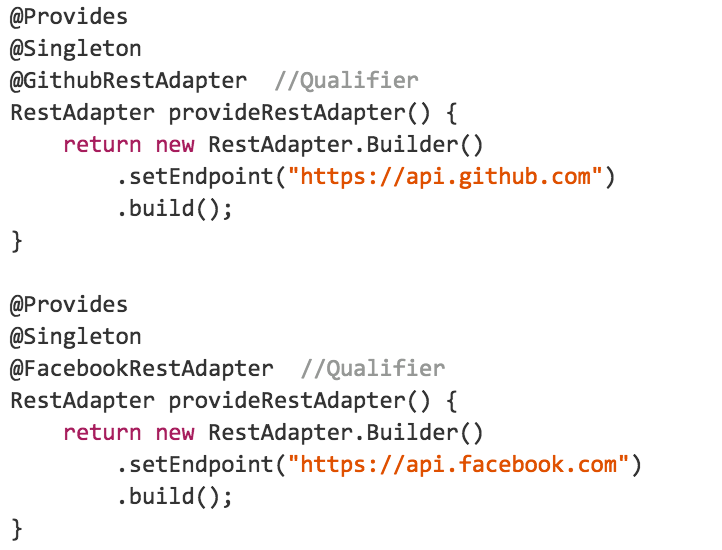 @Provides
@Singleton
@GithubRestAdapter  //Qualifier
RestAdapter provideRestAdapter() {
    return new RestAdapter.Builder()
        .setEndpoint("https://api.github.com")
        .build();
}

@Provides
@Singleton
@FacebookRestAdapter  //Qualifier
RestAdapter provideRestAdapter() {
    return new RestAdapter.Builder()
        .setEndpoint("https://api.facebook.com")
        .build();
}